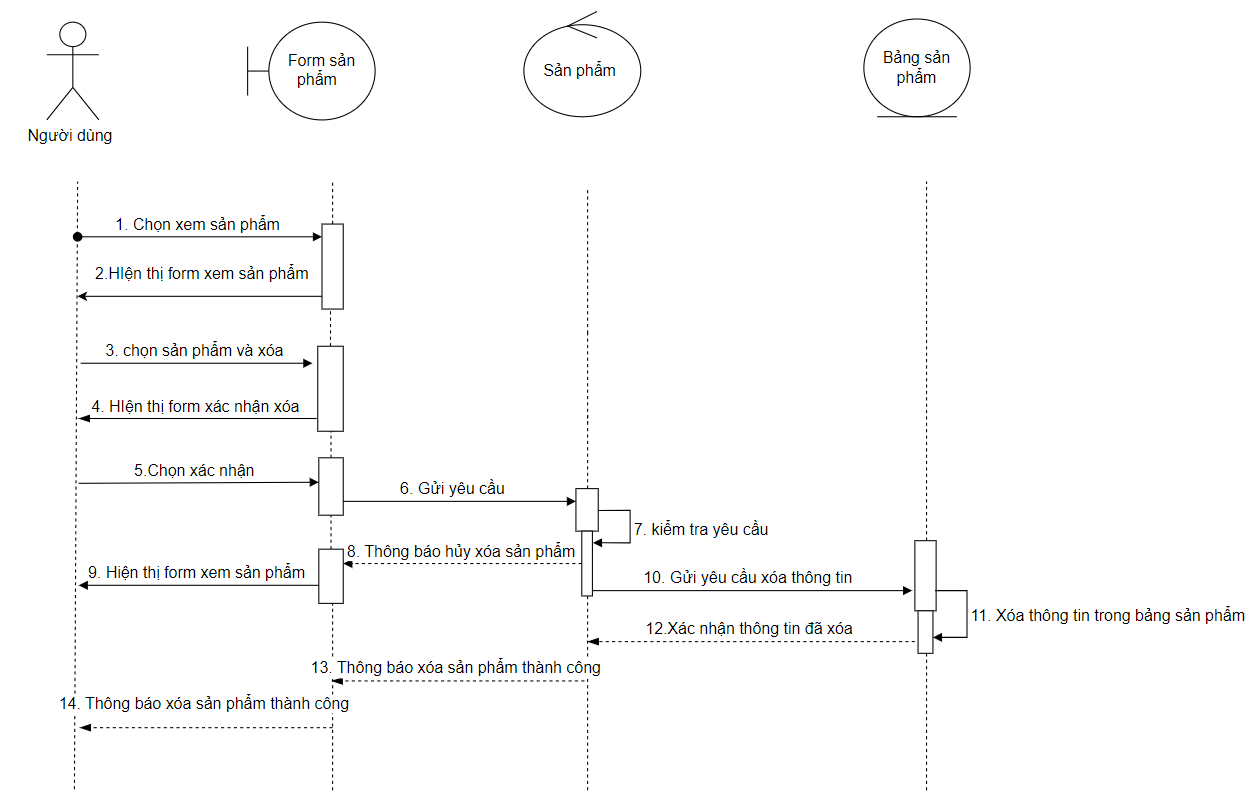 Người dùng
Form sản
phẩm
Sản phẩm
Bảng sản
phẩm
1. Chọn xem sản phẩm
2.HIện thị form xem sản phẩm
3. chọn sản phẩm và xóa
4. HIện thị form xác nhận xóa
5.Chọn xác nhận
6. Gửi yêu cầu
7. kiểm tra yêu cầu
8. Thông báo hủy xóa sản phẩm
9. Hiện thị form xem sản phẩm
10. Gửi yêu cầu xóa thông tin
11. Xóa thông tin trong bảng sản phẩm
12.Xác nhận thông tin đã xóa
13. Thông báo xóa sản phẩm thành công
14. Thông báo xóa sản phẩm thành công